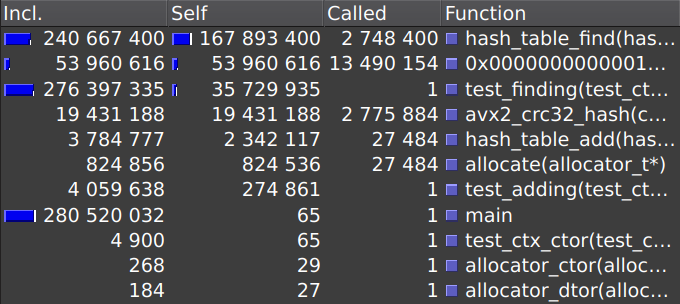 Incl. Self Called Function
240 667 400 167 893 400 2 748 400 hash_table_find(has...
53 960 616 53 960 616 13 490 154 0x0000000000001...
276 397 335 35 729 935 1 test_finding(test_ct...
19 431 188 19 431 188 2 775 884 avx2_crc32_hash(c...
3 784 777 2 342 117 27 484 hash_table_add(has...
824 856 824 536 27 484 allocate(allocator_t*)
4 059 638 274 861 1 test_adding(test_ct...
280 520 032 65 1 main
4 900 65 1 test_ctx_ctor(test_c...
268 29 1 allocator_ctor(alloc...
184 27 1 allocator_dtor(alloc...